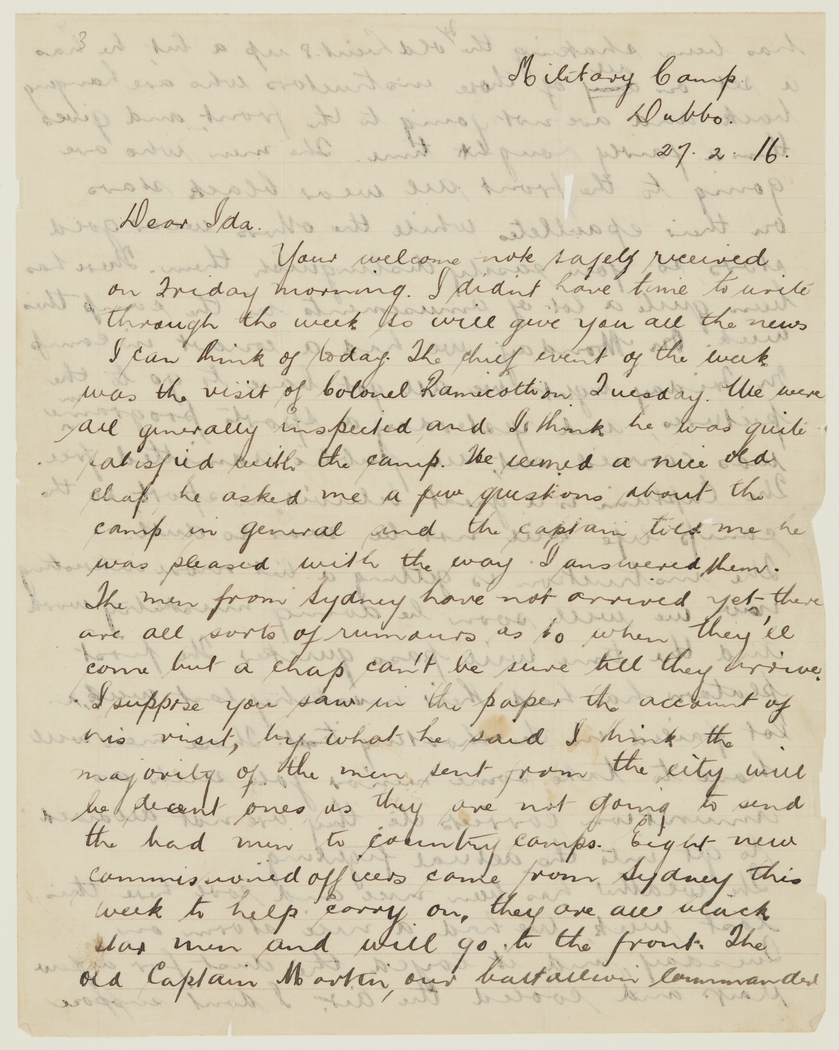 3
Military Camp
Dubbo.
27. 2. 16.
Dear Ida.
Your welcome note safely received
on Friday morning. I didn't have time to write
through the week so will give you all the news
I can think of today. The chief event of the week
was the visit of Colonel Ramicotti on Tuesday. We were
all generally inspected and I think he was quite
satisfied with the camp. He seemed a nice old
chap he asked me a few questions about the
camp in general and the captain told me he
was pleased with the way I answered them.
The men from Sydney have not arrived yet, there
are all sorts of rumours as to when they'll
come but a chap can't be sure till they arrive.
I suppose you saw in the paper the account of
his visit, by what he said I think the
majority of the men sent from the city will
be decent ones as they are not going to send
the bad men to country camps. Eight new
commissioned officers came from Sydney this
week to help carry on, they are all black
star men and will go to the front. The
old Captain Martin, our battallion commander